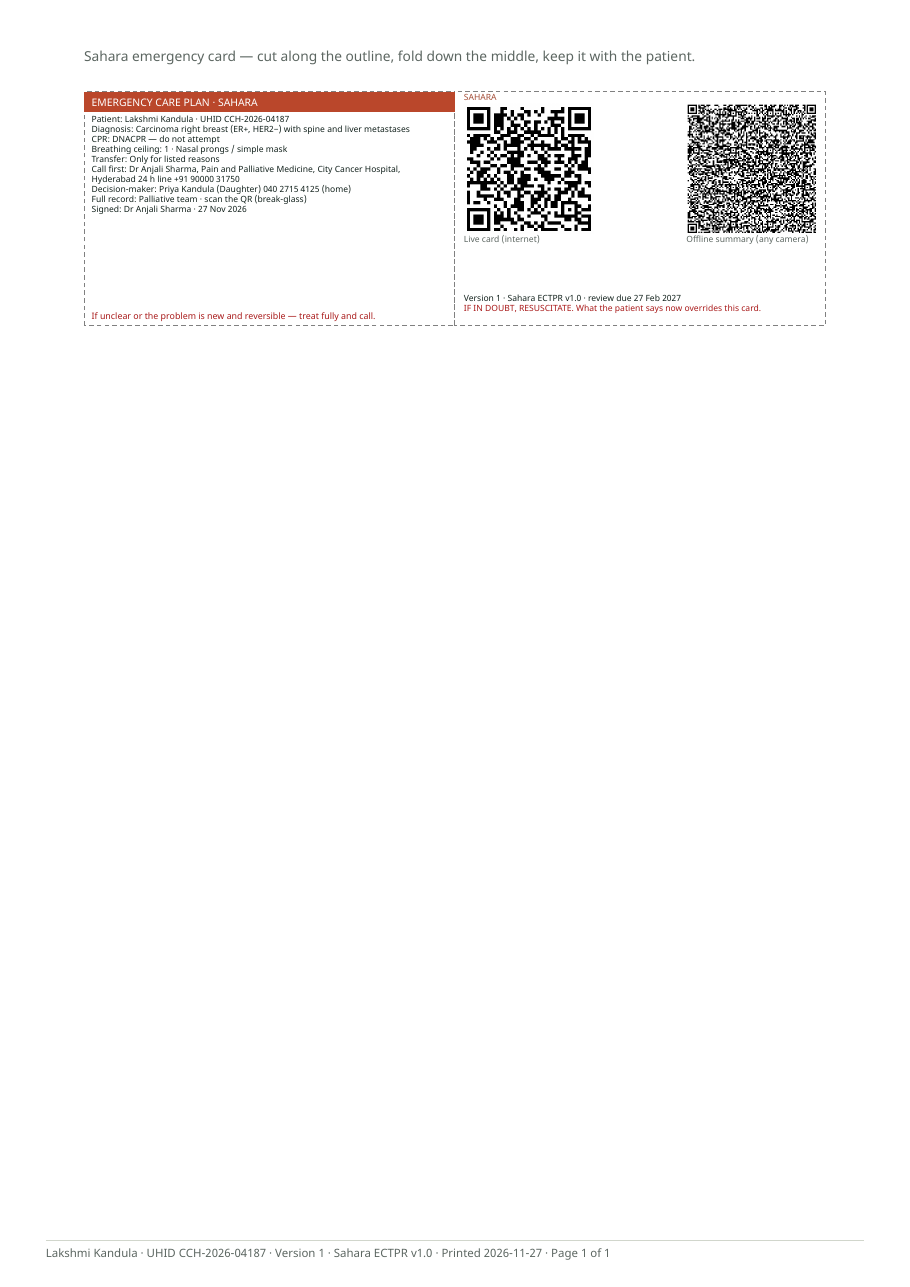 Sahara emergency card — cut along the outline, fold down the middle, keep it with the patient.
EMERGENCY CARE PLAN · SAHARA
Patient: Lakshmi Kandula · UHID CCH-2026-04187
Diagnosis: Carcinoma right breast (ER+, HER2−) with spine and liver metastases
CPR: DNACPR — do not attempt
Breathing ceiling: 1 · Nasal prongs / simple mask
Transfer: Only for listed reasons
Call first: Dr Anjali Sharma, Pain and Palliative Medicine, City Cancer Hospital,
Hyderabad 24 h line +91 90000 31750
Decision-maker: Priya Kandula (Daughter) 040 2715 4125 (home)
Full record: Palliative team · scan the QR (break-glass)
Signed: Dr Anjali Sharma · 27 Nov 2026
If unclear or the problem is new and reversible — treat fully and call.
SAHARA
Live card (internet)
Offline summary (any camera)
Version 1 · Sahara ECTPR v1.0 · review due 27 Feb 2027
IF IN DOUBT, RESUSCITATE. What the patient says now overrides this card.
Lakshmi Kandula · UHID CCH-2026-04187 · Version 1 · Sahara ECTPR v1.0 · Printed 2026-11-27 · Page 1 of 1